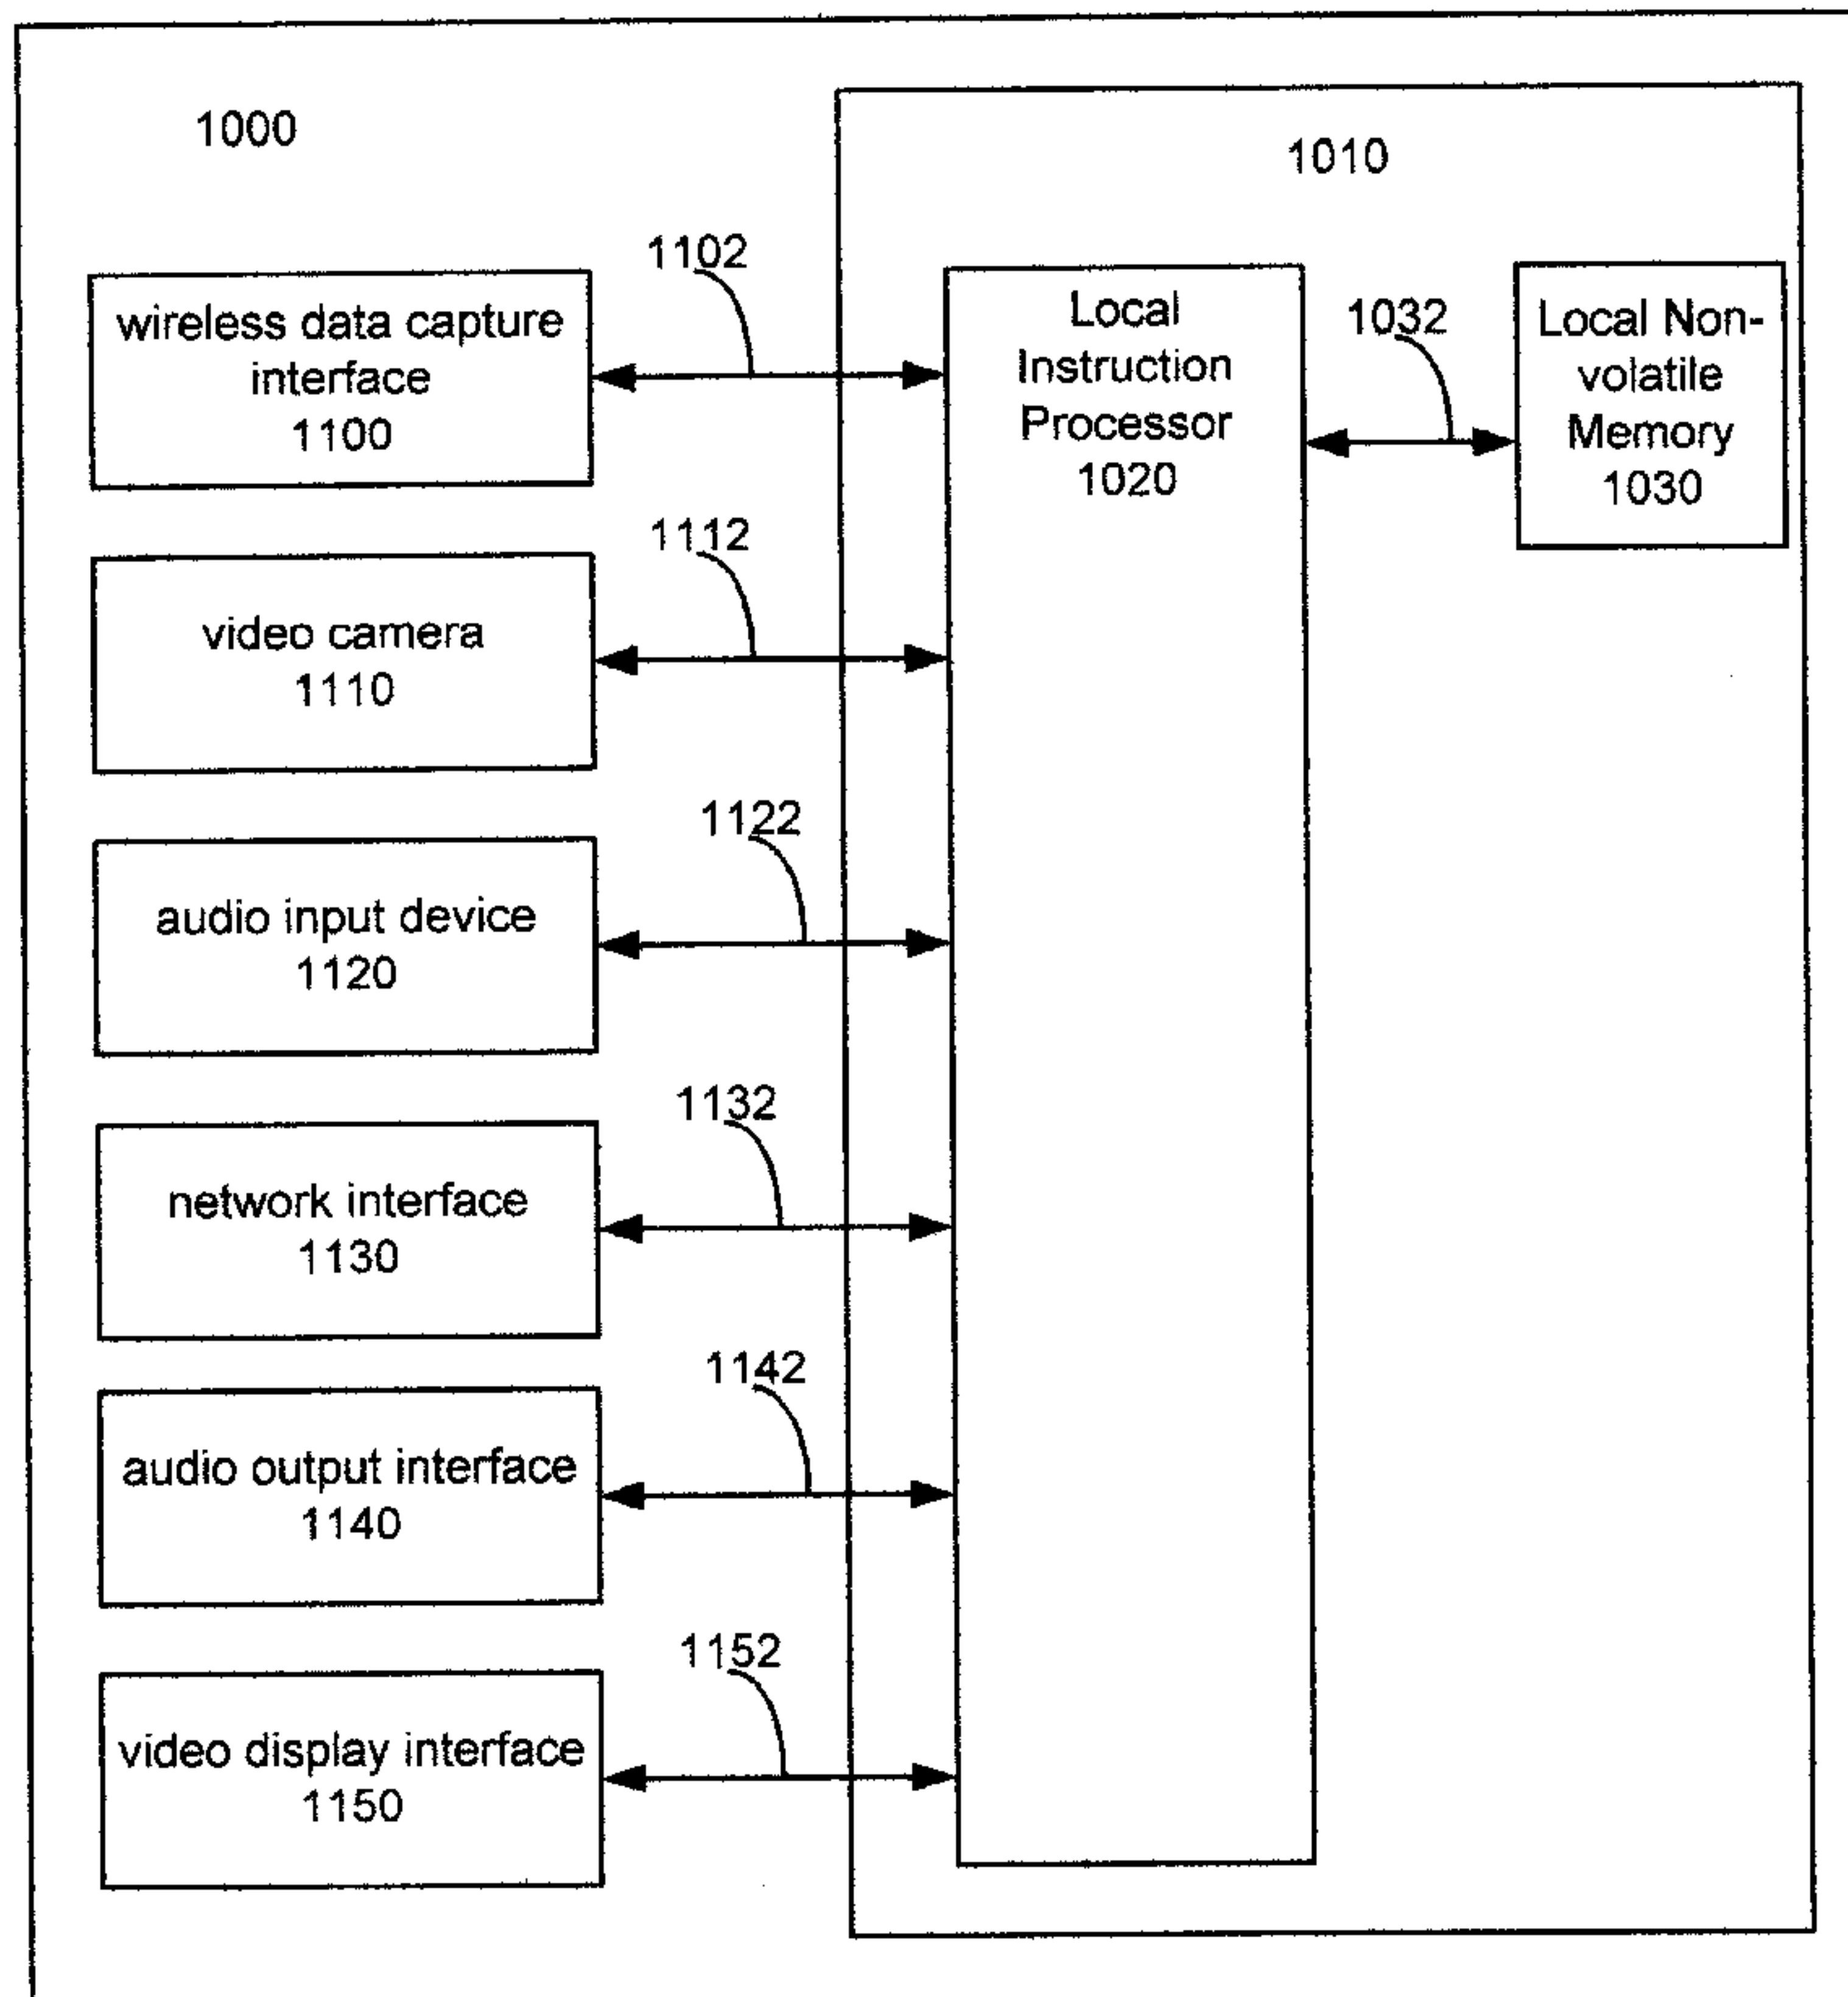 1000
1010
1102
wireless data capture
interface
1100
Local
Instruction
Processor
1020
1032
Local Non-
volatile
Memory
1030
1112
video camera
1110
1122
audio input device
1120
1132
network interface
1130
1142
audio output interface
1140
1152
video display interface
1150